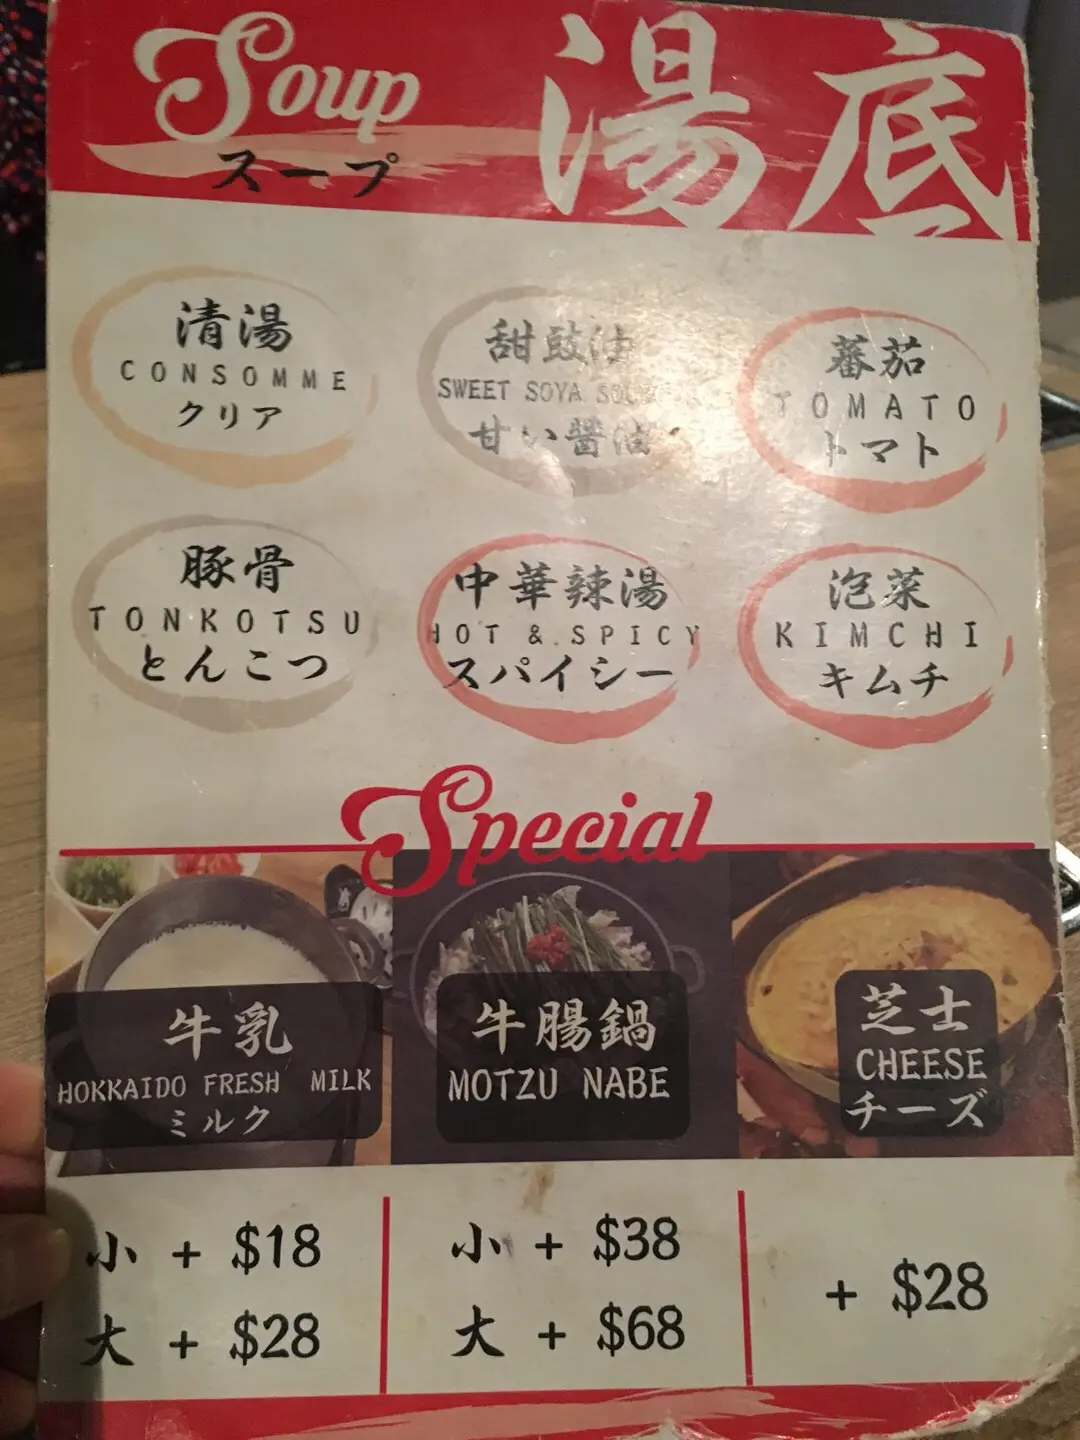 Soup
スープ
湯底
清湯
CONSOMME
クリア
甜豉油
SWEET SOYA
甘い醤油
蕃茄
TOMATO
トマト
豚骨
TONKOTSU
とんこつ
中華辣湯
HOT & SPICY
スパイシー
泡菜
KIMCHI
キムチ
Special
牛乳
HOKKAIDO FRESH MILK
ミルク
牛腸鍋
MOTZU NABE
芝士
CHEESE
チーズ
小 + $18
大 + $28
小 + $38
大 + $68
+ $28